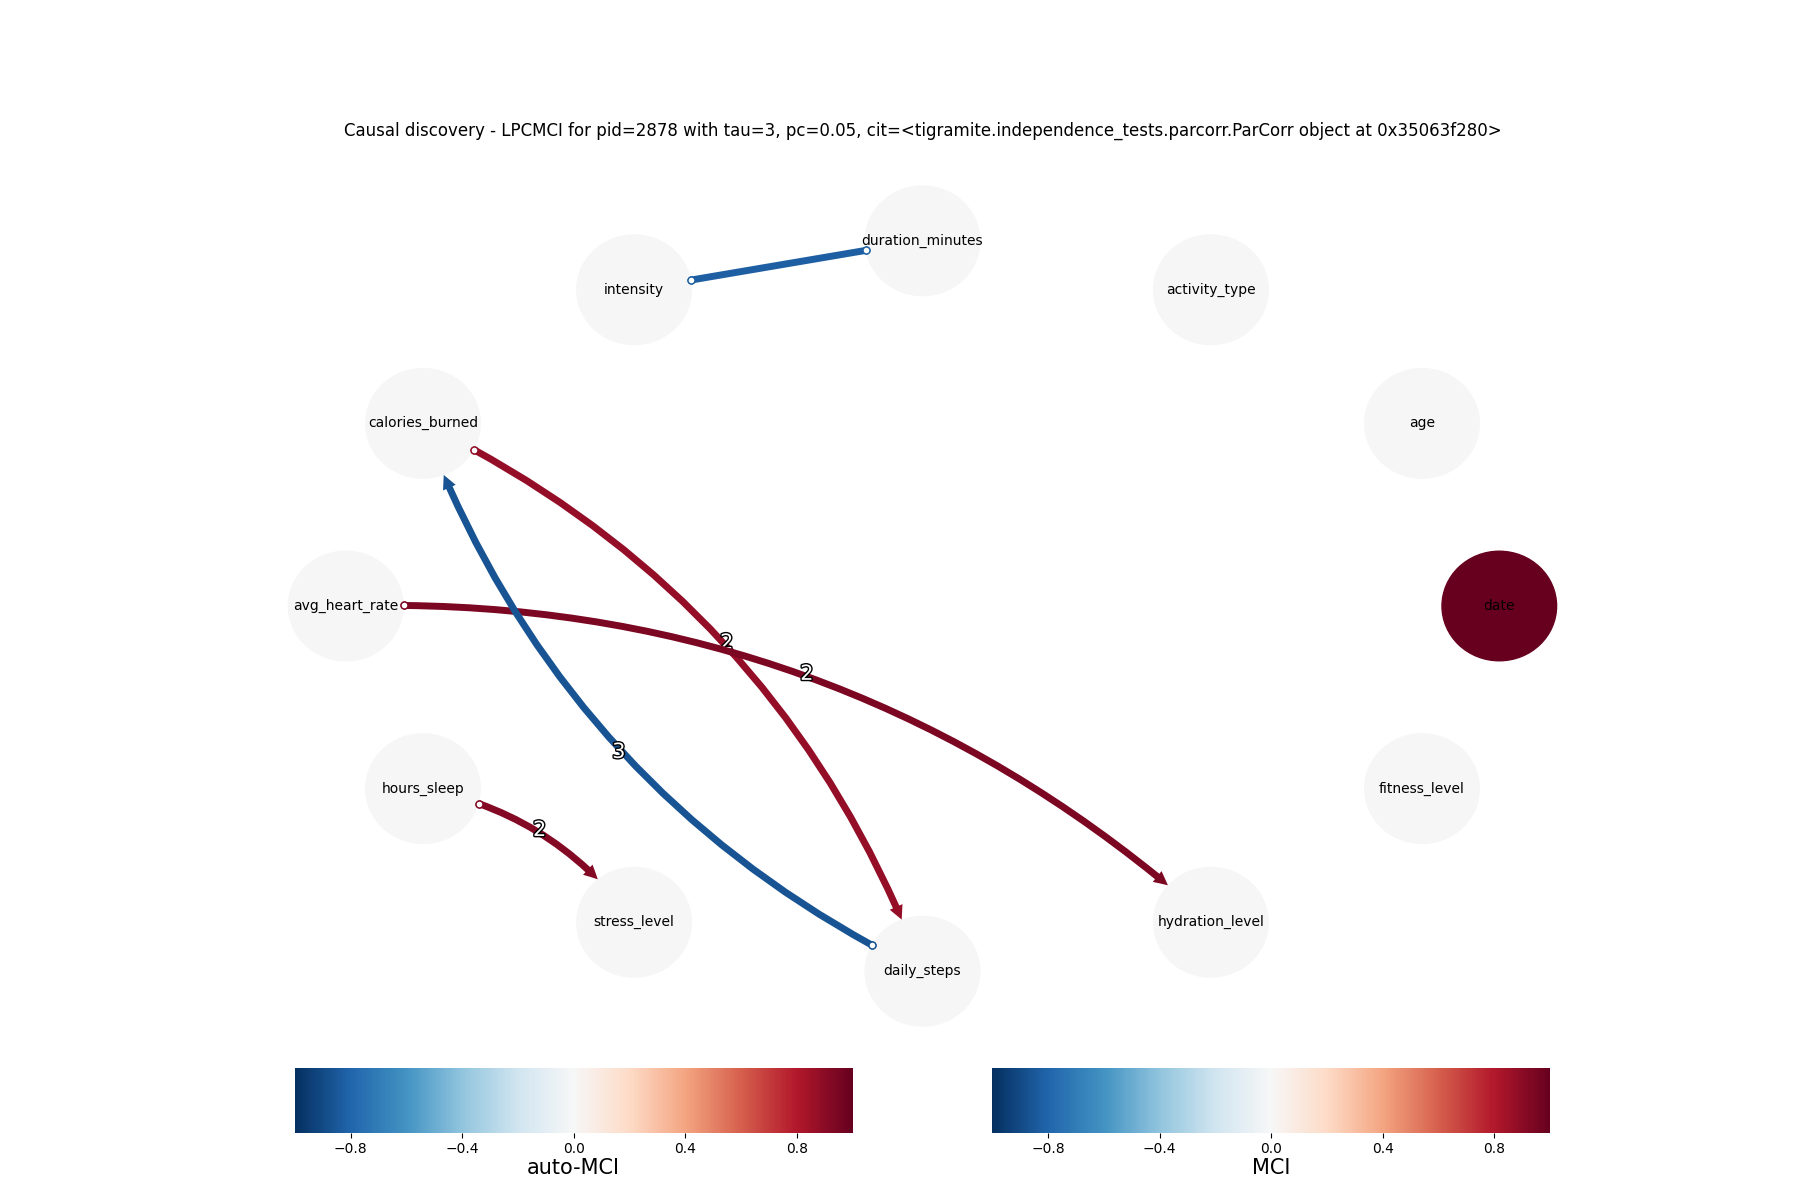 Causal discovery - LPCMCI for pid=2878 with tau=3, pc=0.05, cit=<tigramite.independence_tests.parcorr.ParCorr object at 0x35063f280>
duration_minutes
intensity
activity_type
calories_burned
age
avg_heart_rate
date
2
2
3
hours_sleep
fitness_level
2
stress_level
hydration_level
daily_steps
−0.8 −0.4 0.0 0.4 0.8
auto-MCI
−0.8 −0.4 0.0 0.4 0.8
MCI